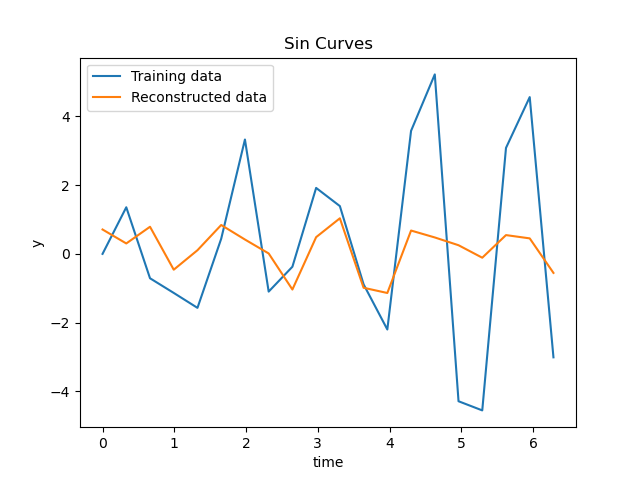 Sin Curves
Training data
Reconstructed data
4
2
0
−2
−4
y
0 1 2 3 4 5 6
time